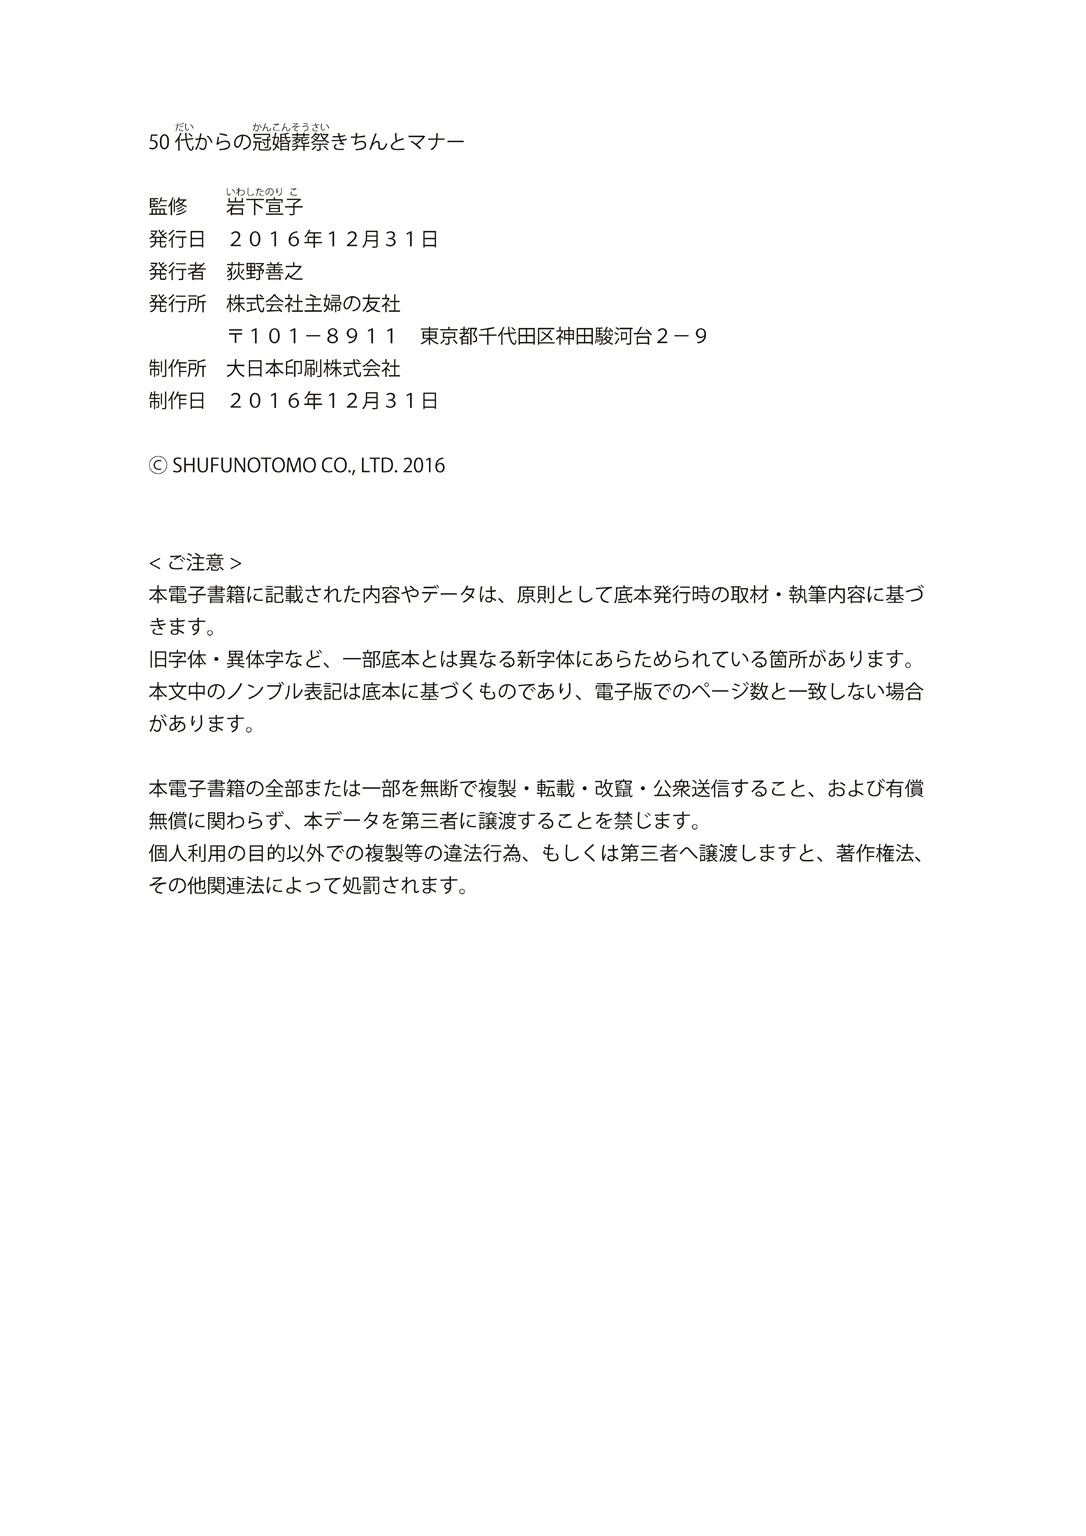 50代からの冠婚葬祭きちんとマナー
監修　　岩下宣子
発行日　２０１６年１２月３１日
発行者　荻野善之
発行所　株式会社主婦の友社
〒１０１－８９１１　東京都千代田区神田駿河台２－９
制作所　大日本印刷株式会社
制作日　２０１６年１２月３１日
Ⓒ SHUFUNOTOMO CO., LTD. 2016
< ご注意 >
本電子書籍に記載された内容やデータは、原則として底本発行時の取材・執筆内容に基づ
きます。
旧字体・異体字など、一部底本とは異なる新字体にあらためられている箇所があります。
本文中のノンブル表記は底本に基づくものであり、電子版でのページ数と一致しない場合
があります。
本電子書籍の全部または一部を無断で複製・転載・改竄・公衆送信すること、および有償
無償に関わらず、本データを第三者に譲渡することを禁じます。
個人利用の目的以外での複製等の違法行為、もしくは第三者へ譲渡しますと、著作権法、
その他関連法によって処罰されます。